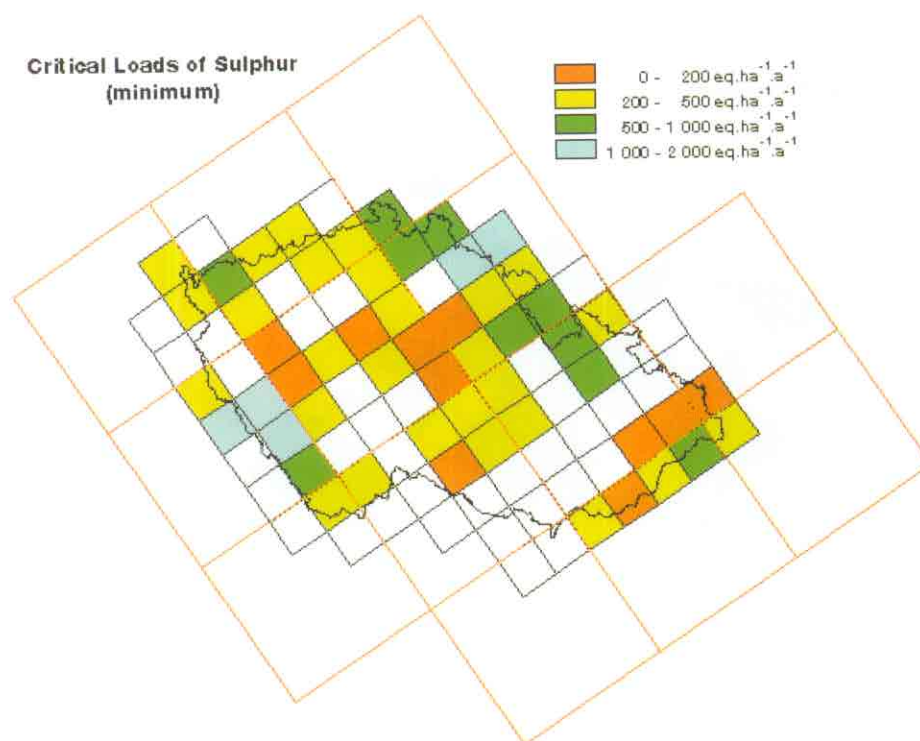 Critical Loads of Sulphur
(minimum)
0 - 200 eq.ha⁻¹.a⁻¹
200 - 500 eq.ha⁻¹.a⁻¹
500 - 1 000 eq.ha⁻¹.a⁻¹
1 000 - 2 000 eq.ha⁻¹.a⁻¹